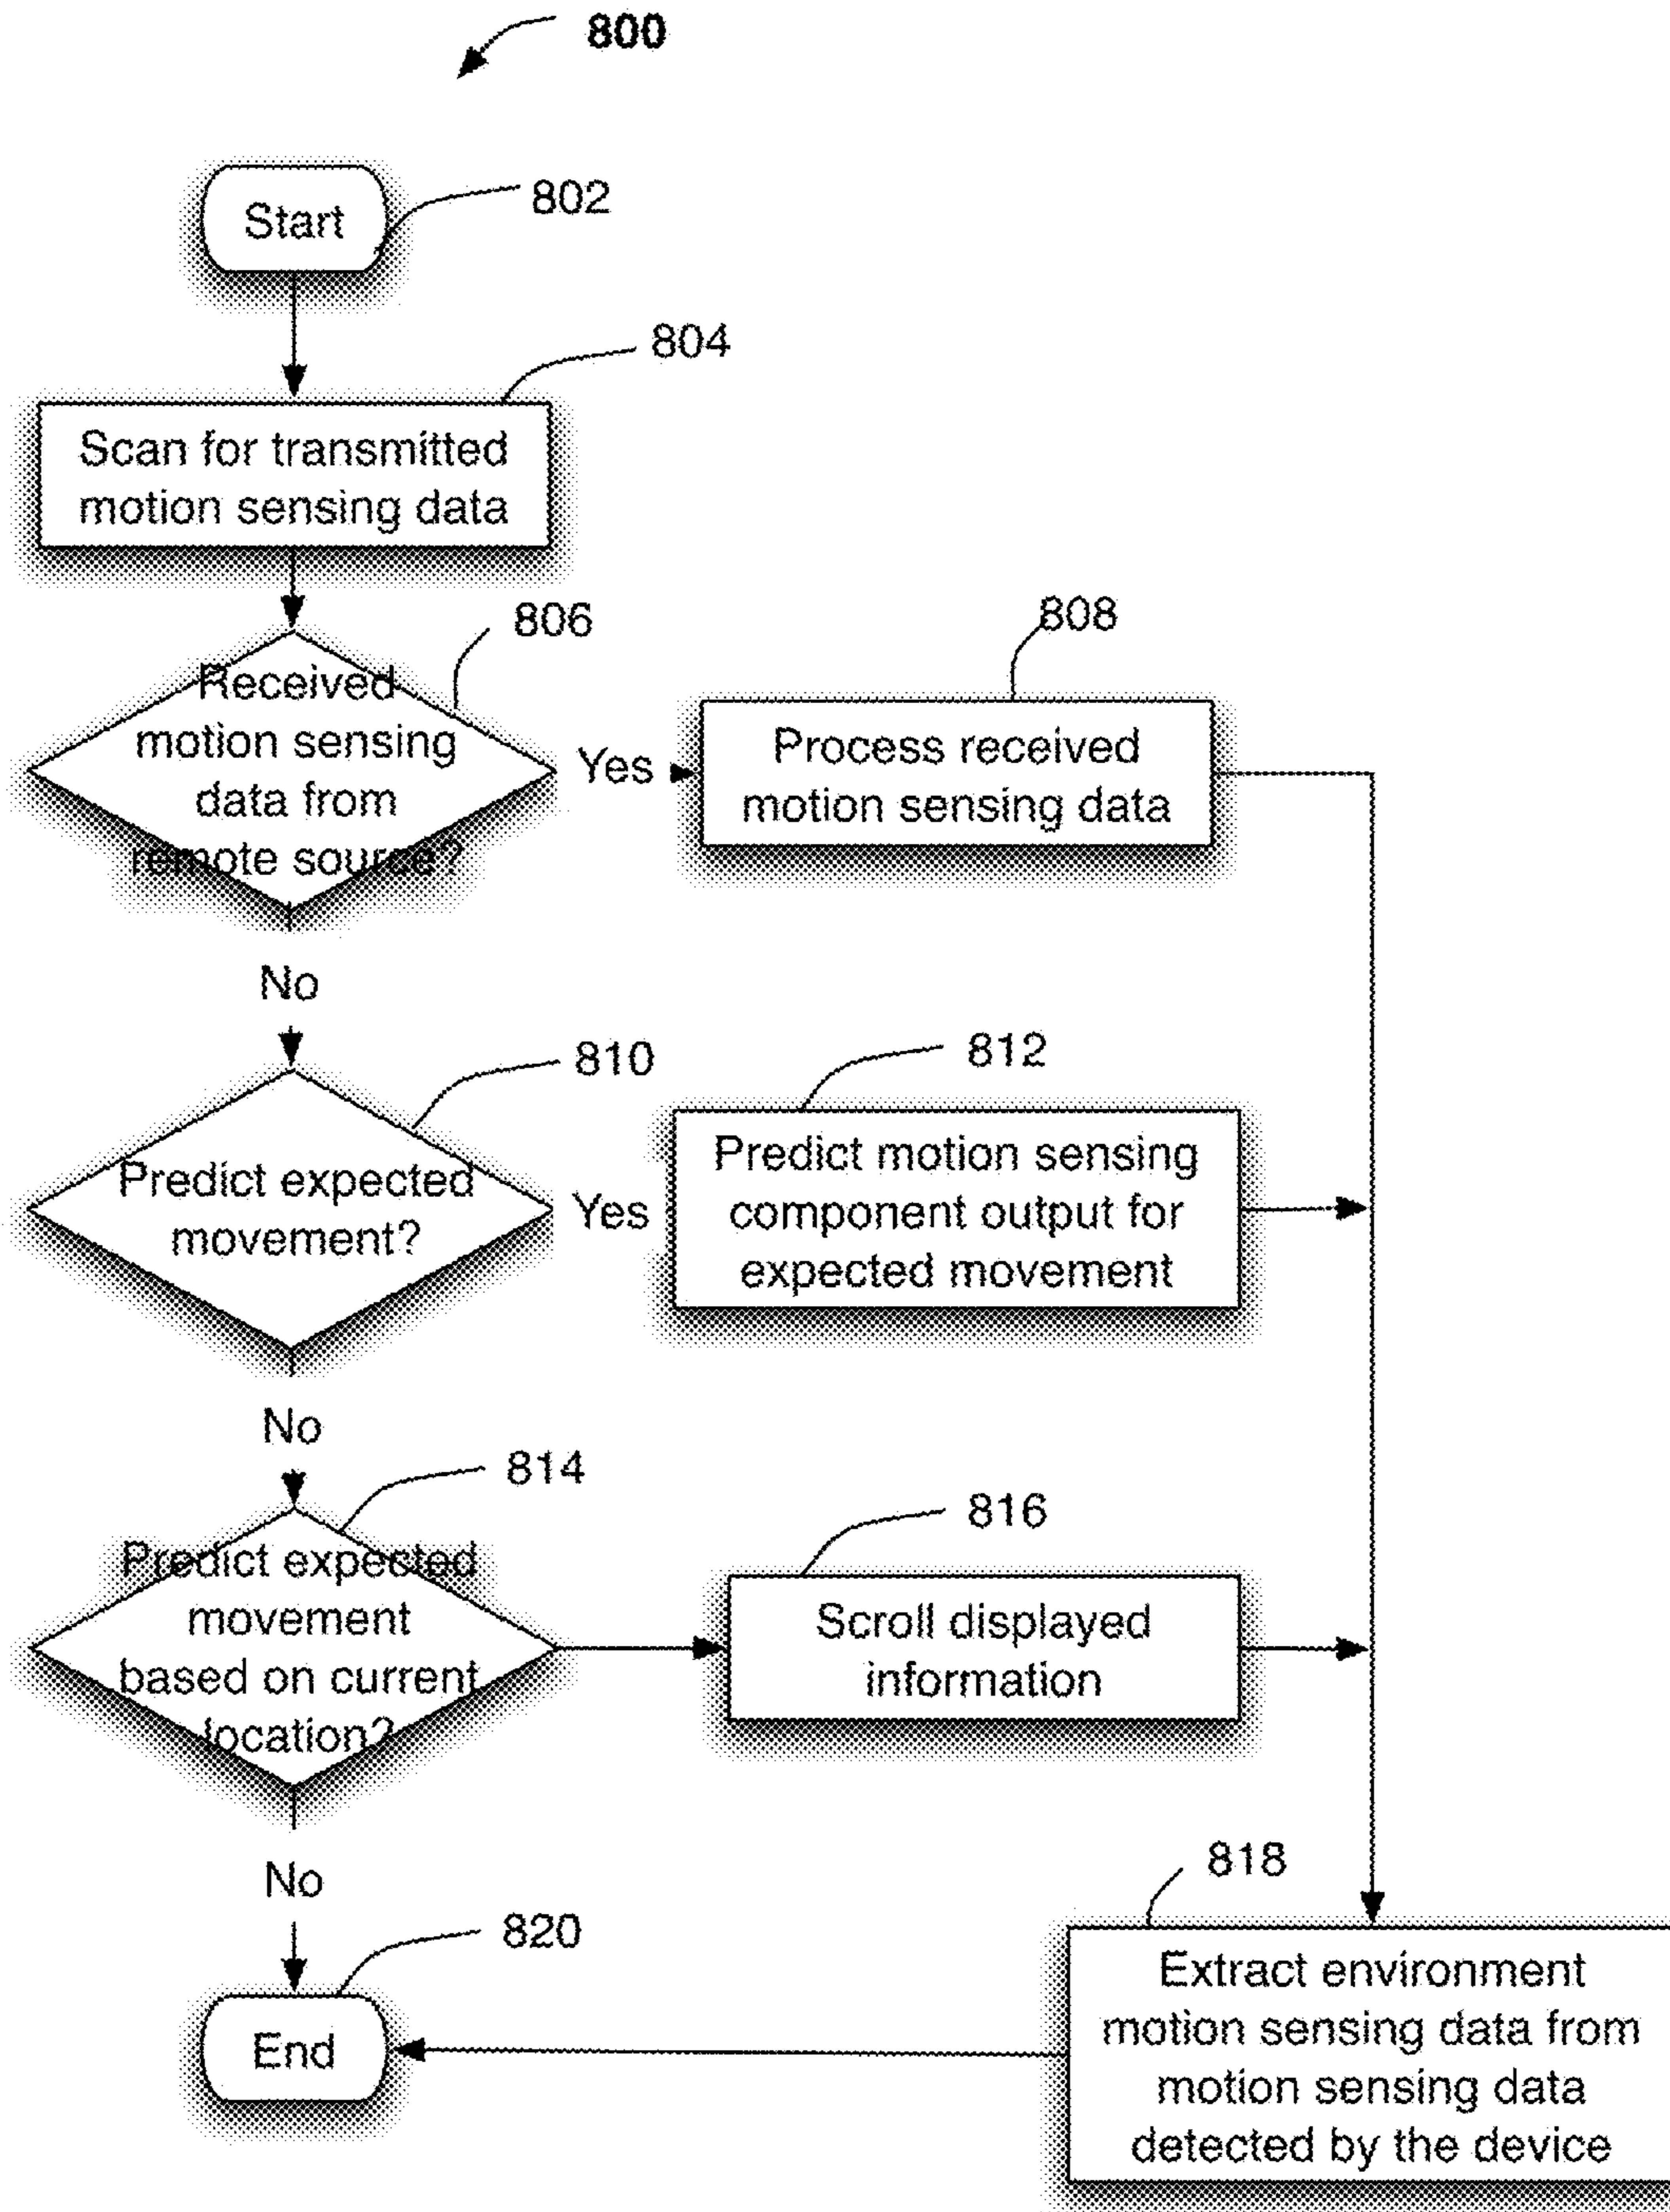 800
Start
802
804
Scan for transmitted
motion sensing data
806
Received
motion sensing
data from
remote source?
Yes
808
Process received
motion sensing data
No
810
Predict expected
movement?
Yes
812
Predict motion sensing
component output for
expected movement
No
814
Predict expected
movement
based on current
location?
816
Scroll displayed
information
No
818
Extract environment
motion sensing data from
motion sensing data
detected by the device
820
End